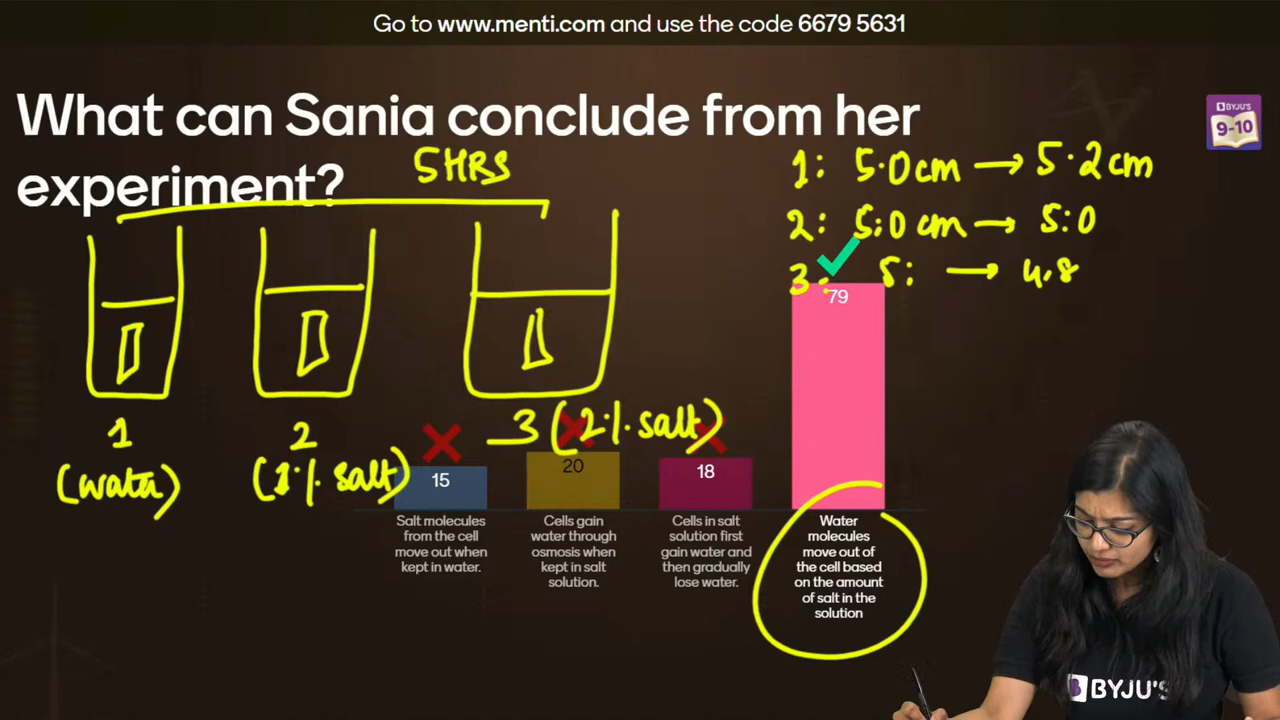 Go to www.menti.com and use the code 6679 5631
What can Sania conclude from her
experiment?
BYJU'S
9-10
5 HRS
1: 5.0cm → 5.2cm
2: 5.0 cm → 5.0
3: 5. → 4.8
1
(water)
2
(1% salt)
3 (2% salt)
15
20
18
79
Salt molecules
from the cell
move out when
kept in water.
Cells gain
water through
osmosis when
kept in salt
solution.
Cells in salt
solution first
gain water and
then gradually
lose water.
Water
molecules
move out of
the cell based
on the amount
of salt in the
solution
BYJU'S